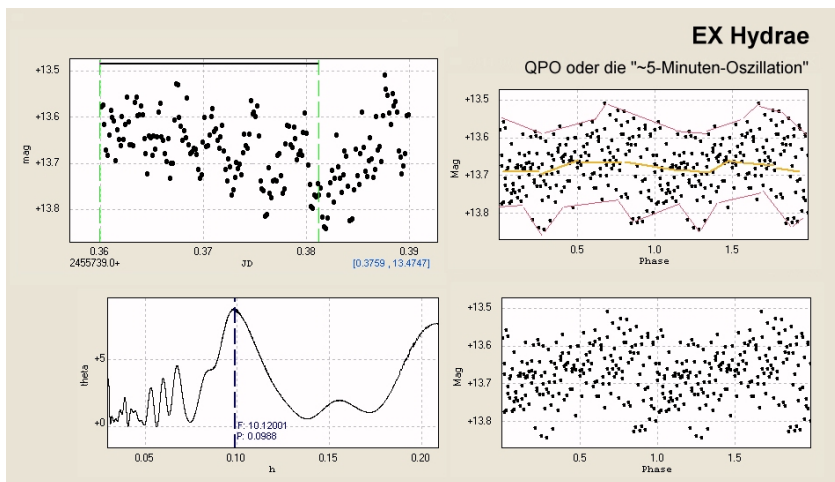 EX Hydrae
QPO oder die "~5-Minuten-Oszillation"
+13.5
+13.6
+13.7
+13.8
mag
0.36
0.37
0.38
0.39
2455739.0+
JD
[0.3759 , 13.4747]
+13.5
+13.6
+13.7
+13.8
Mag
0.5
1.0
1.5
Phase
+5
+0
theta
F: 10.12001
P: 0.0988
0.05
0.10
0.15
0.20
h
+13.5
+13.6
+13.7
+13.8
Mag
0.5
1.0
1.5
Phase